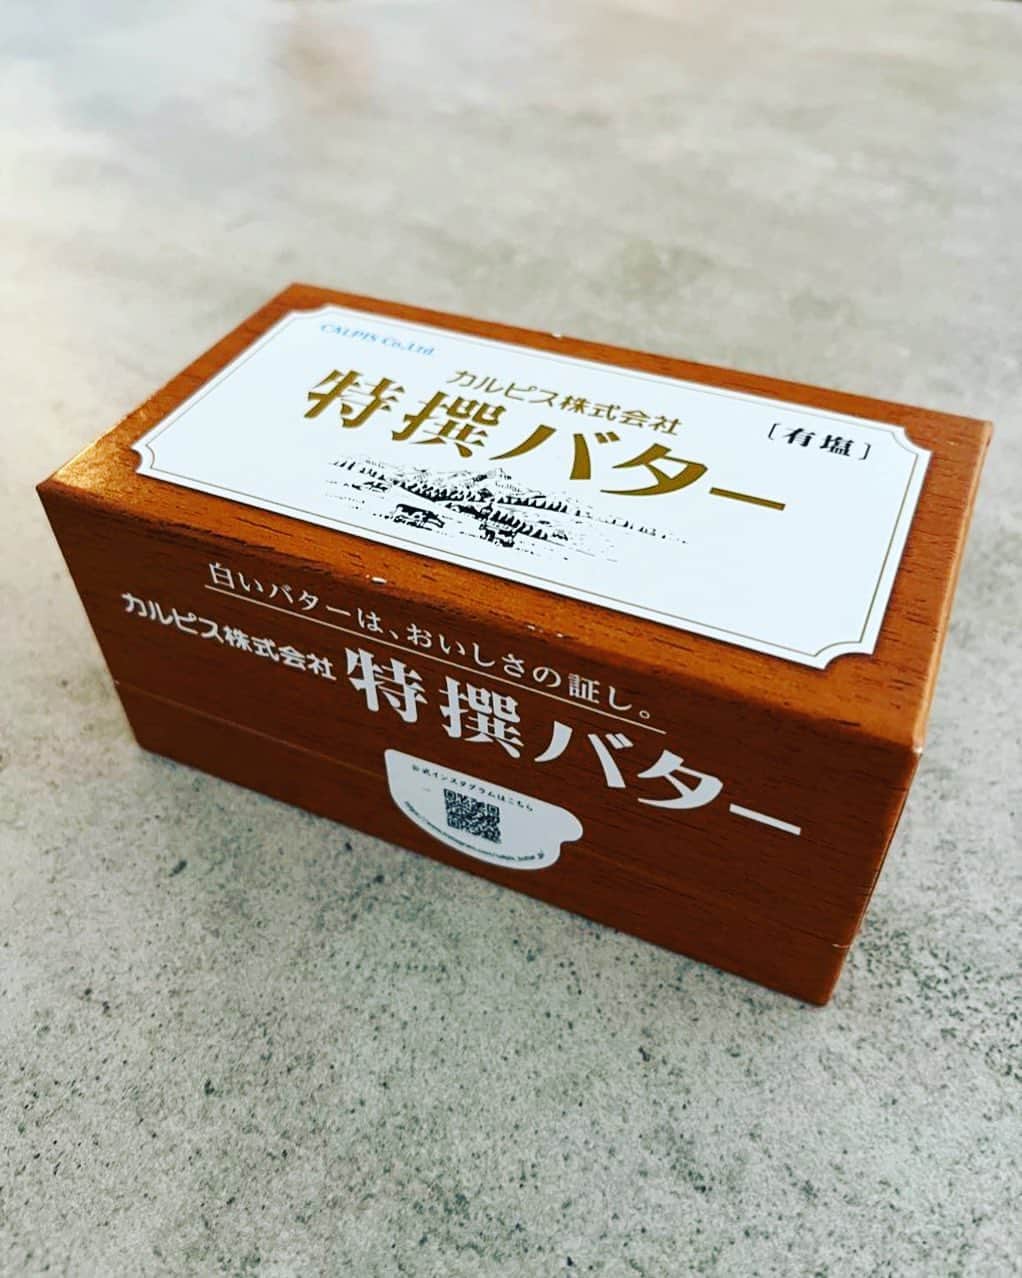 CALPIS Co.,Ltd.
カルピス株式会社
特撰バター
[有塩]
白いバターは、おいしさの証し。
カルピス株式会社 特撰バター
公式インスタグラムはこちら